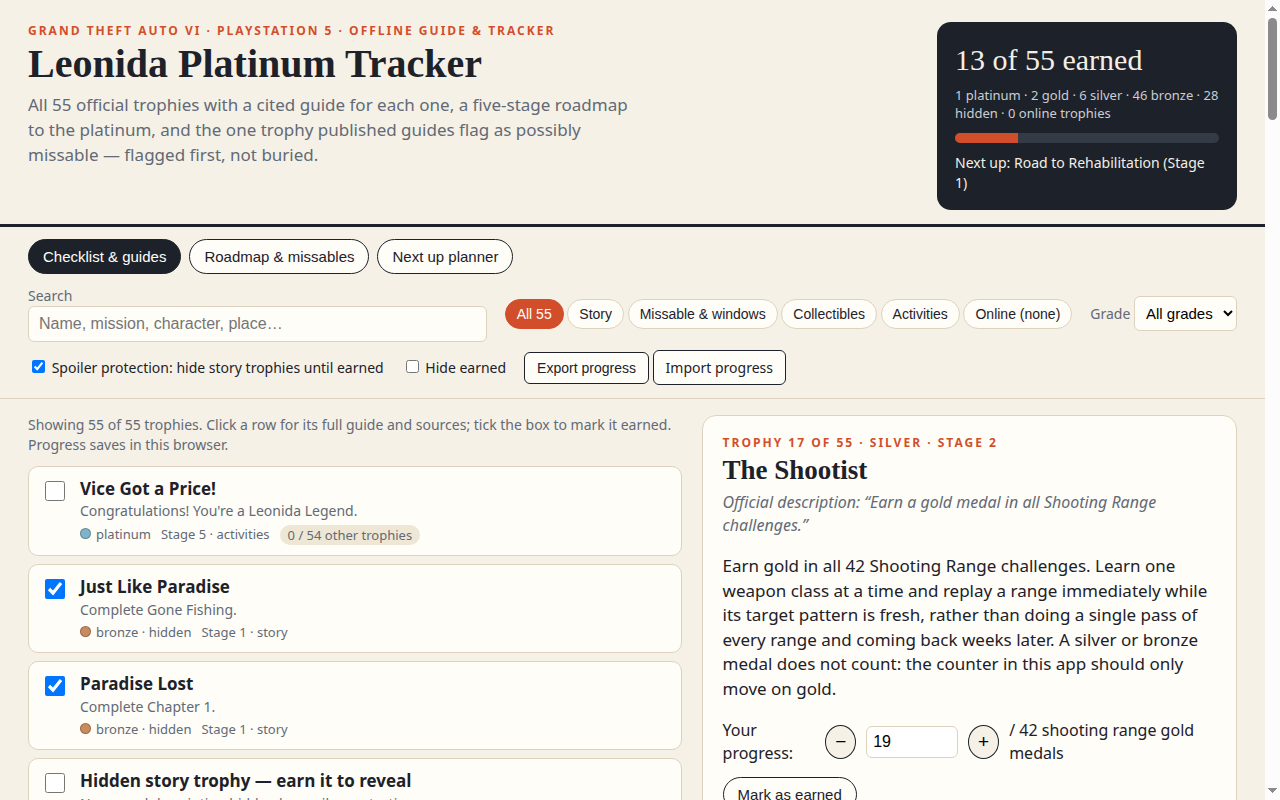 GRAND THEFT AUTO VI · PLAYSTATION 5 · OFFLINE GUIDE & TRACKER
Leonida Platinum Tracker
All 55 official trophies with a cited guide for each one, a five-stage roadmap
to the platinum, and the one trophy published guides flag as possibly
missable — flagged first, not buried.
13 of 55 earned
1 platinum · 2 gold · 6 silver · 46 bronze · 28
hidden · 0 online trophies
Next up: Road to Rehabilitation (Stage
1)
Checklist & guides
Roadmap & missables
Next up planner
Search
Name, mission, character, place…
All 55
Story
Missable & windows
Collectibles
Activities
Online (none)
Grade
All grades
Spoiler protection: hide story trophies until earned
Hide earned
Export progress
Import progress
Showing 55 of 55 trophies. Click a row for its full guide and sources; tick the box to mark it earned.
Progress saves in this browser.
Vice Got a Price!
Congratulations! You're a Leonida Legend.
platinum Stage 5 · activities 0 / 54 other trophies
Just Like Paradise
Complete Gone Fishing.
bronze · hidden Stage 1 · story
Paradise Lost
Complete Chapter 1.
bronze · hidden Stage 1 · story
Hidden story trophy — earn it to reveal
TROPHY 17 OF 55 · SILVER · STAGE 2
The Shootist
Official description: “Earn a gold medal in all Shooting Range
challenges.”
Earn gold in all 42 Shooting Range challenges. Learn one
weapon class at a time and replay a range immediately while
its target pattern is fresh, rather than doing a single pass of
every range and coming back weeks later. A silver or bronze
medal does not count: the counter in this app should only
move on gold.
Your
progress:
−
19
+
/ 42 shooting range gold
medals
Mark as earned